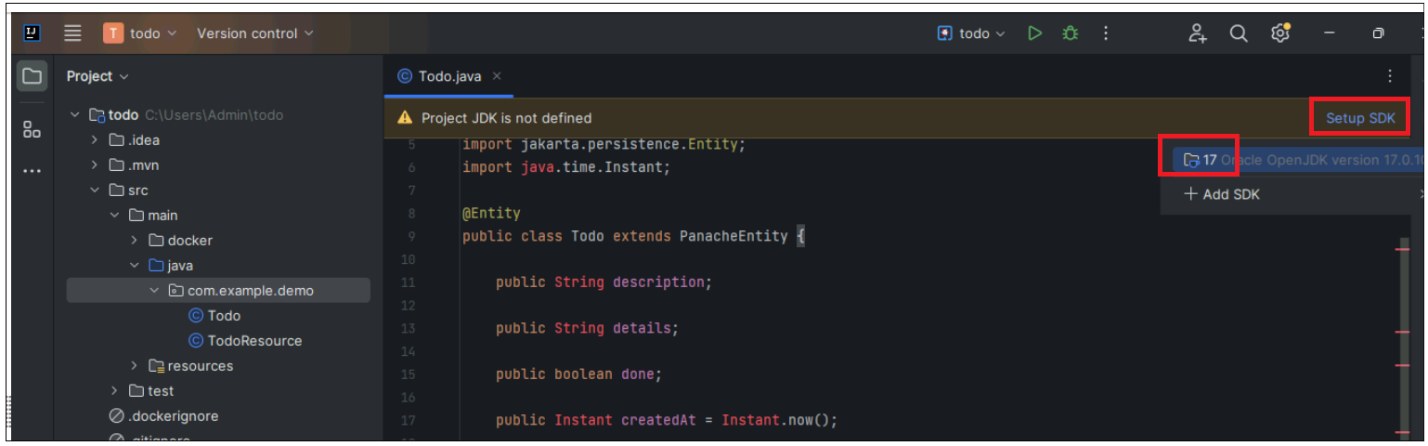 IJ
T todo Version control
todo
Project
Todo.java
todo C:\Users\Admin\todo
.idea
.mvn
src
main
docker
java
com.example.demo
Todo
TodoResource
resources
test
.dockerignore
.gitignore
Project JDK is not defined
Setup SDK
17 Oracle OpenJDK version 17.0.10
+ Add SDK
5 import jakarta.persistence.Entity;
6 import java.time.Instant;
7
8 @Entity
9 public class Todo extends PanacheEntity {
10
11 public String description;
12
13 public String details;
14
15 public boolean done;
16
17 public Instant createdAt = Instant.now();